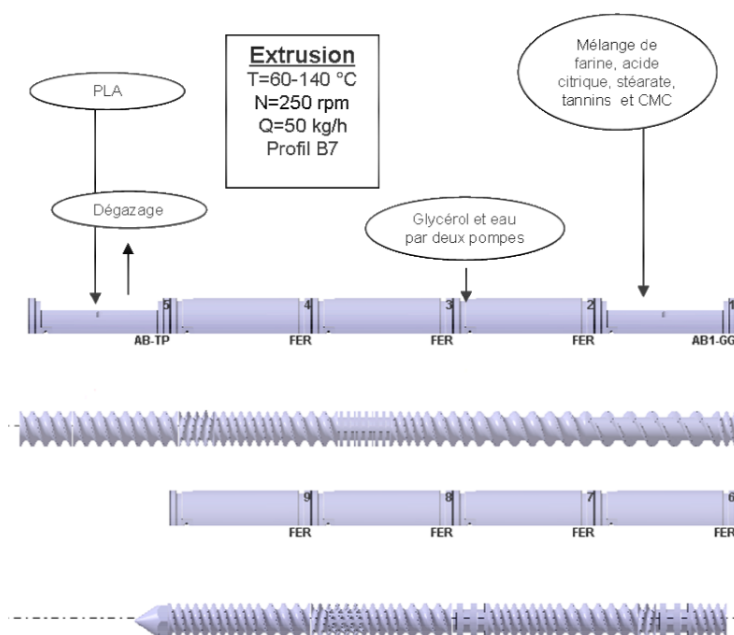 Extrusion
T=60-140 °C
N=250 rpm
Q=50 kg/h
Profil B7
Mélange de
farine, acide
citrique, stéarate,
tannins et CMC
PLA
Dégazage
Glycérol et eau
par deux pompes
5
4
3
2
1
AB-TP
FER
FER
FER
AB1-GG
9
8
7
6
FER
FER
FER
FER